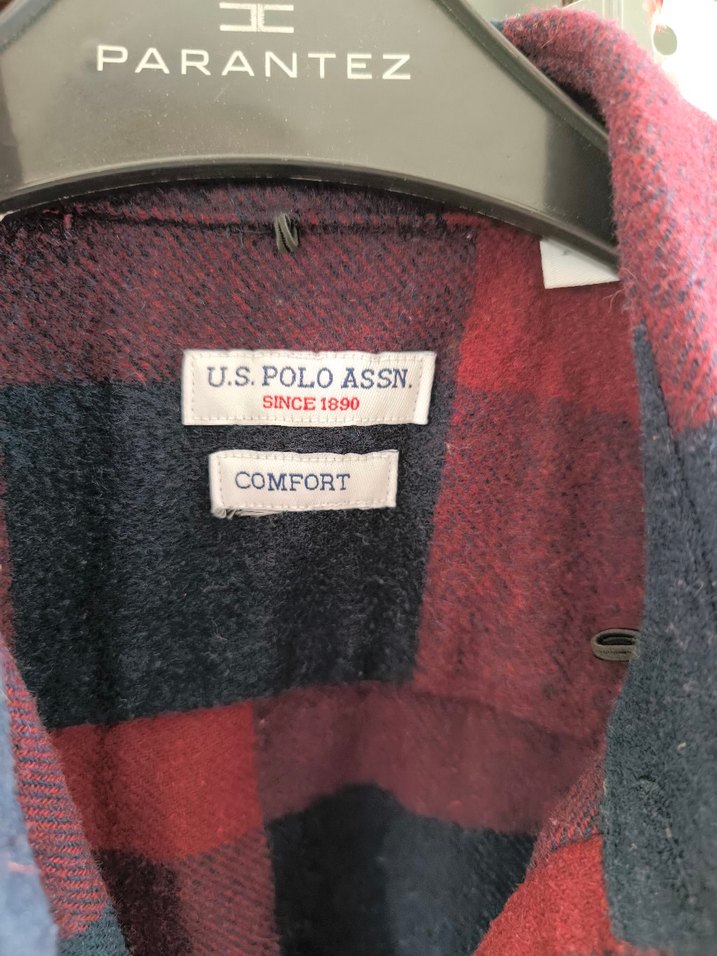 PARANTEZ
U.S. POLO ASSN.
SINCE 1890
COMFORT